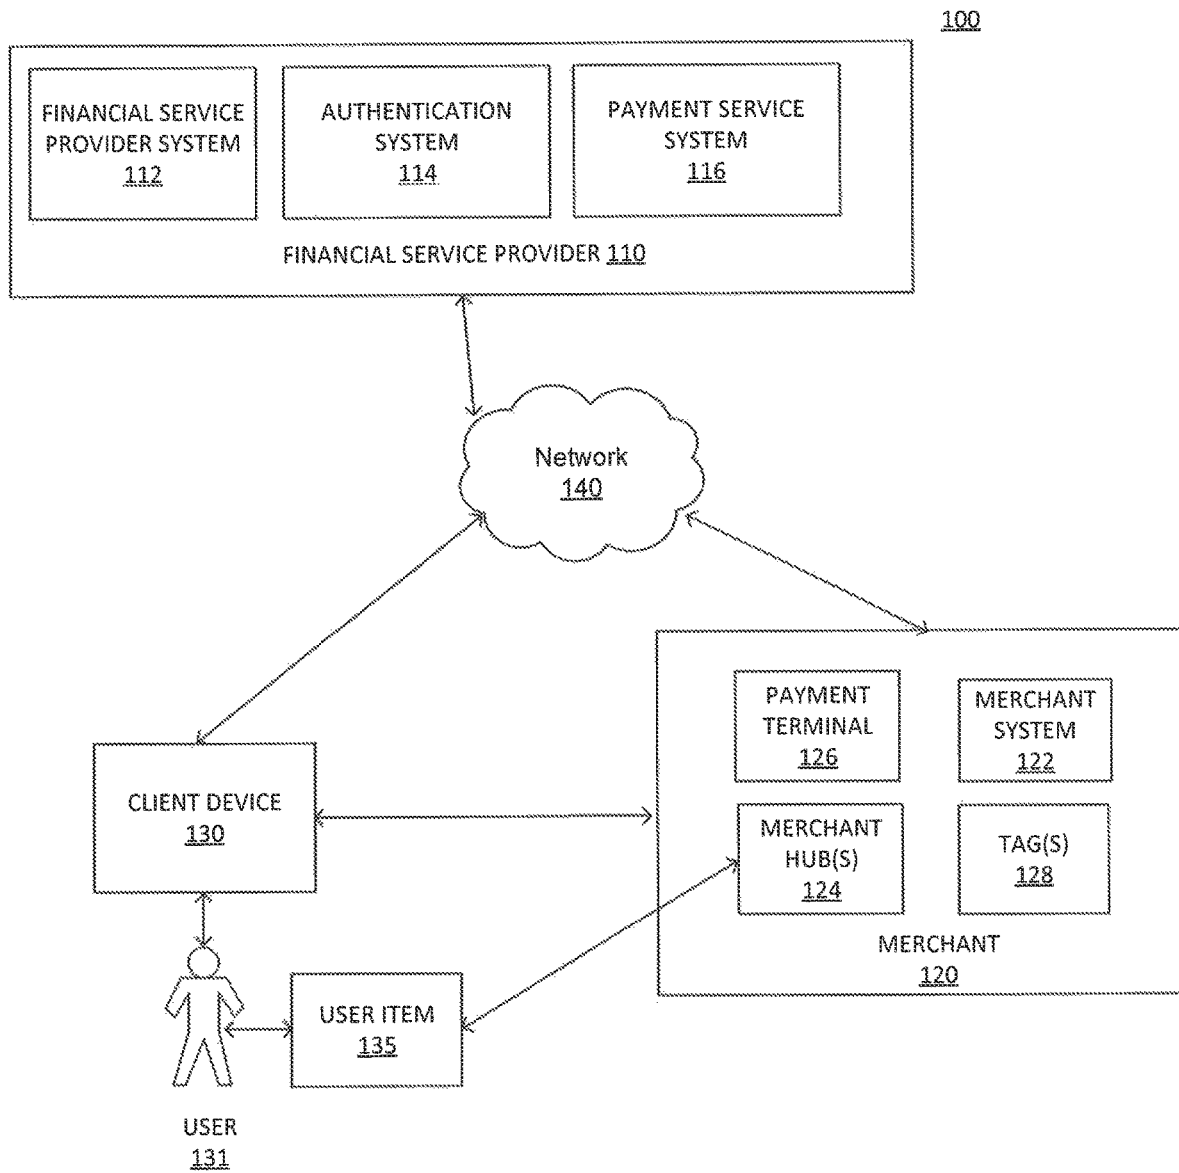 100
FINANCIAL SERVICE
PROVIDER SYSTEM
112
AUTHENTICATION
SYSTEM
114
PAYMENT SERVICE
SYSTEM
116
FINANCIAL SERVICE PROVIDER 110
Network
140
PAYMENT
TERMINAL
126
MERCHANT
SYSTEM
122
CLIENT DEVICE
130
MERCHANT
HUB(S)
124
TAG(S)
128
MERCHANT
120
USER ITEM
135
USER
131